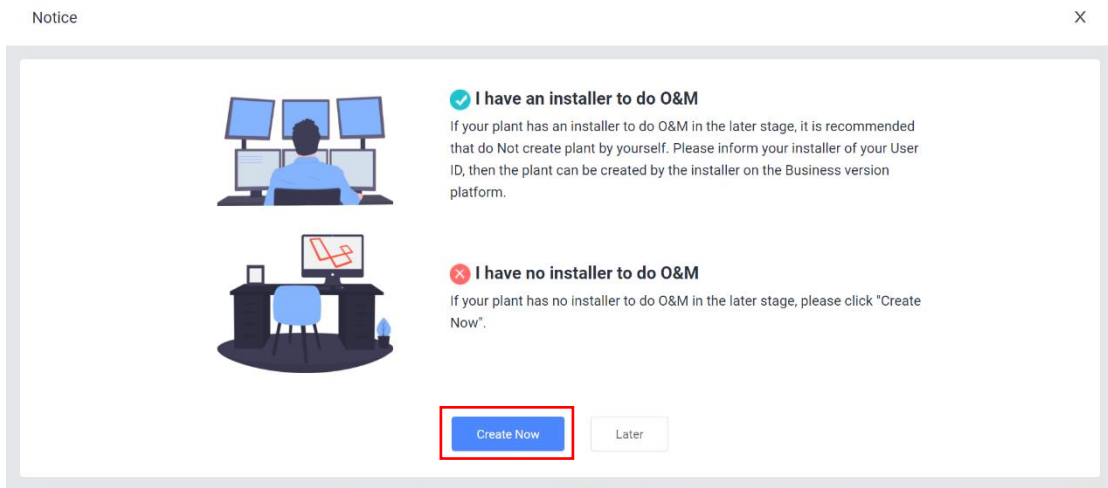 Notice
X
I have an installer to do O&M
If your plant has an installer to do O&M in the later stage, it is recommended
that do Not create plant by yourself. Please inform your installer of your User
ID, then the plant can be created by the installer on the Business version
platform.
I have no installer to do O&M
If your plant has no installer to do O&M in the later stage, please click "Create
Now".
Create Now
Later